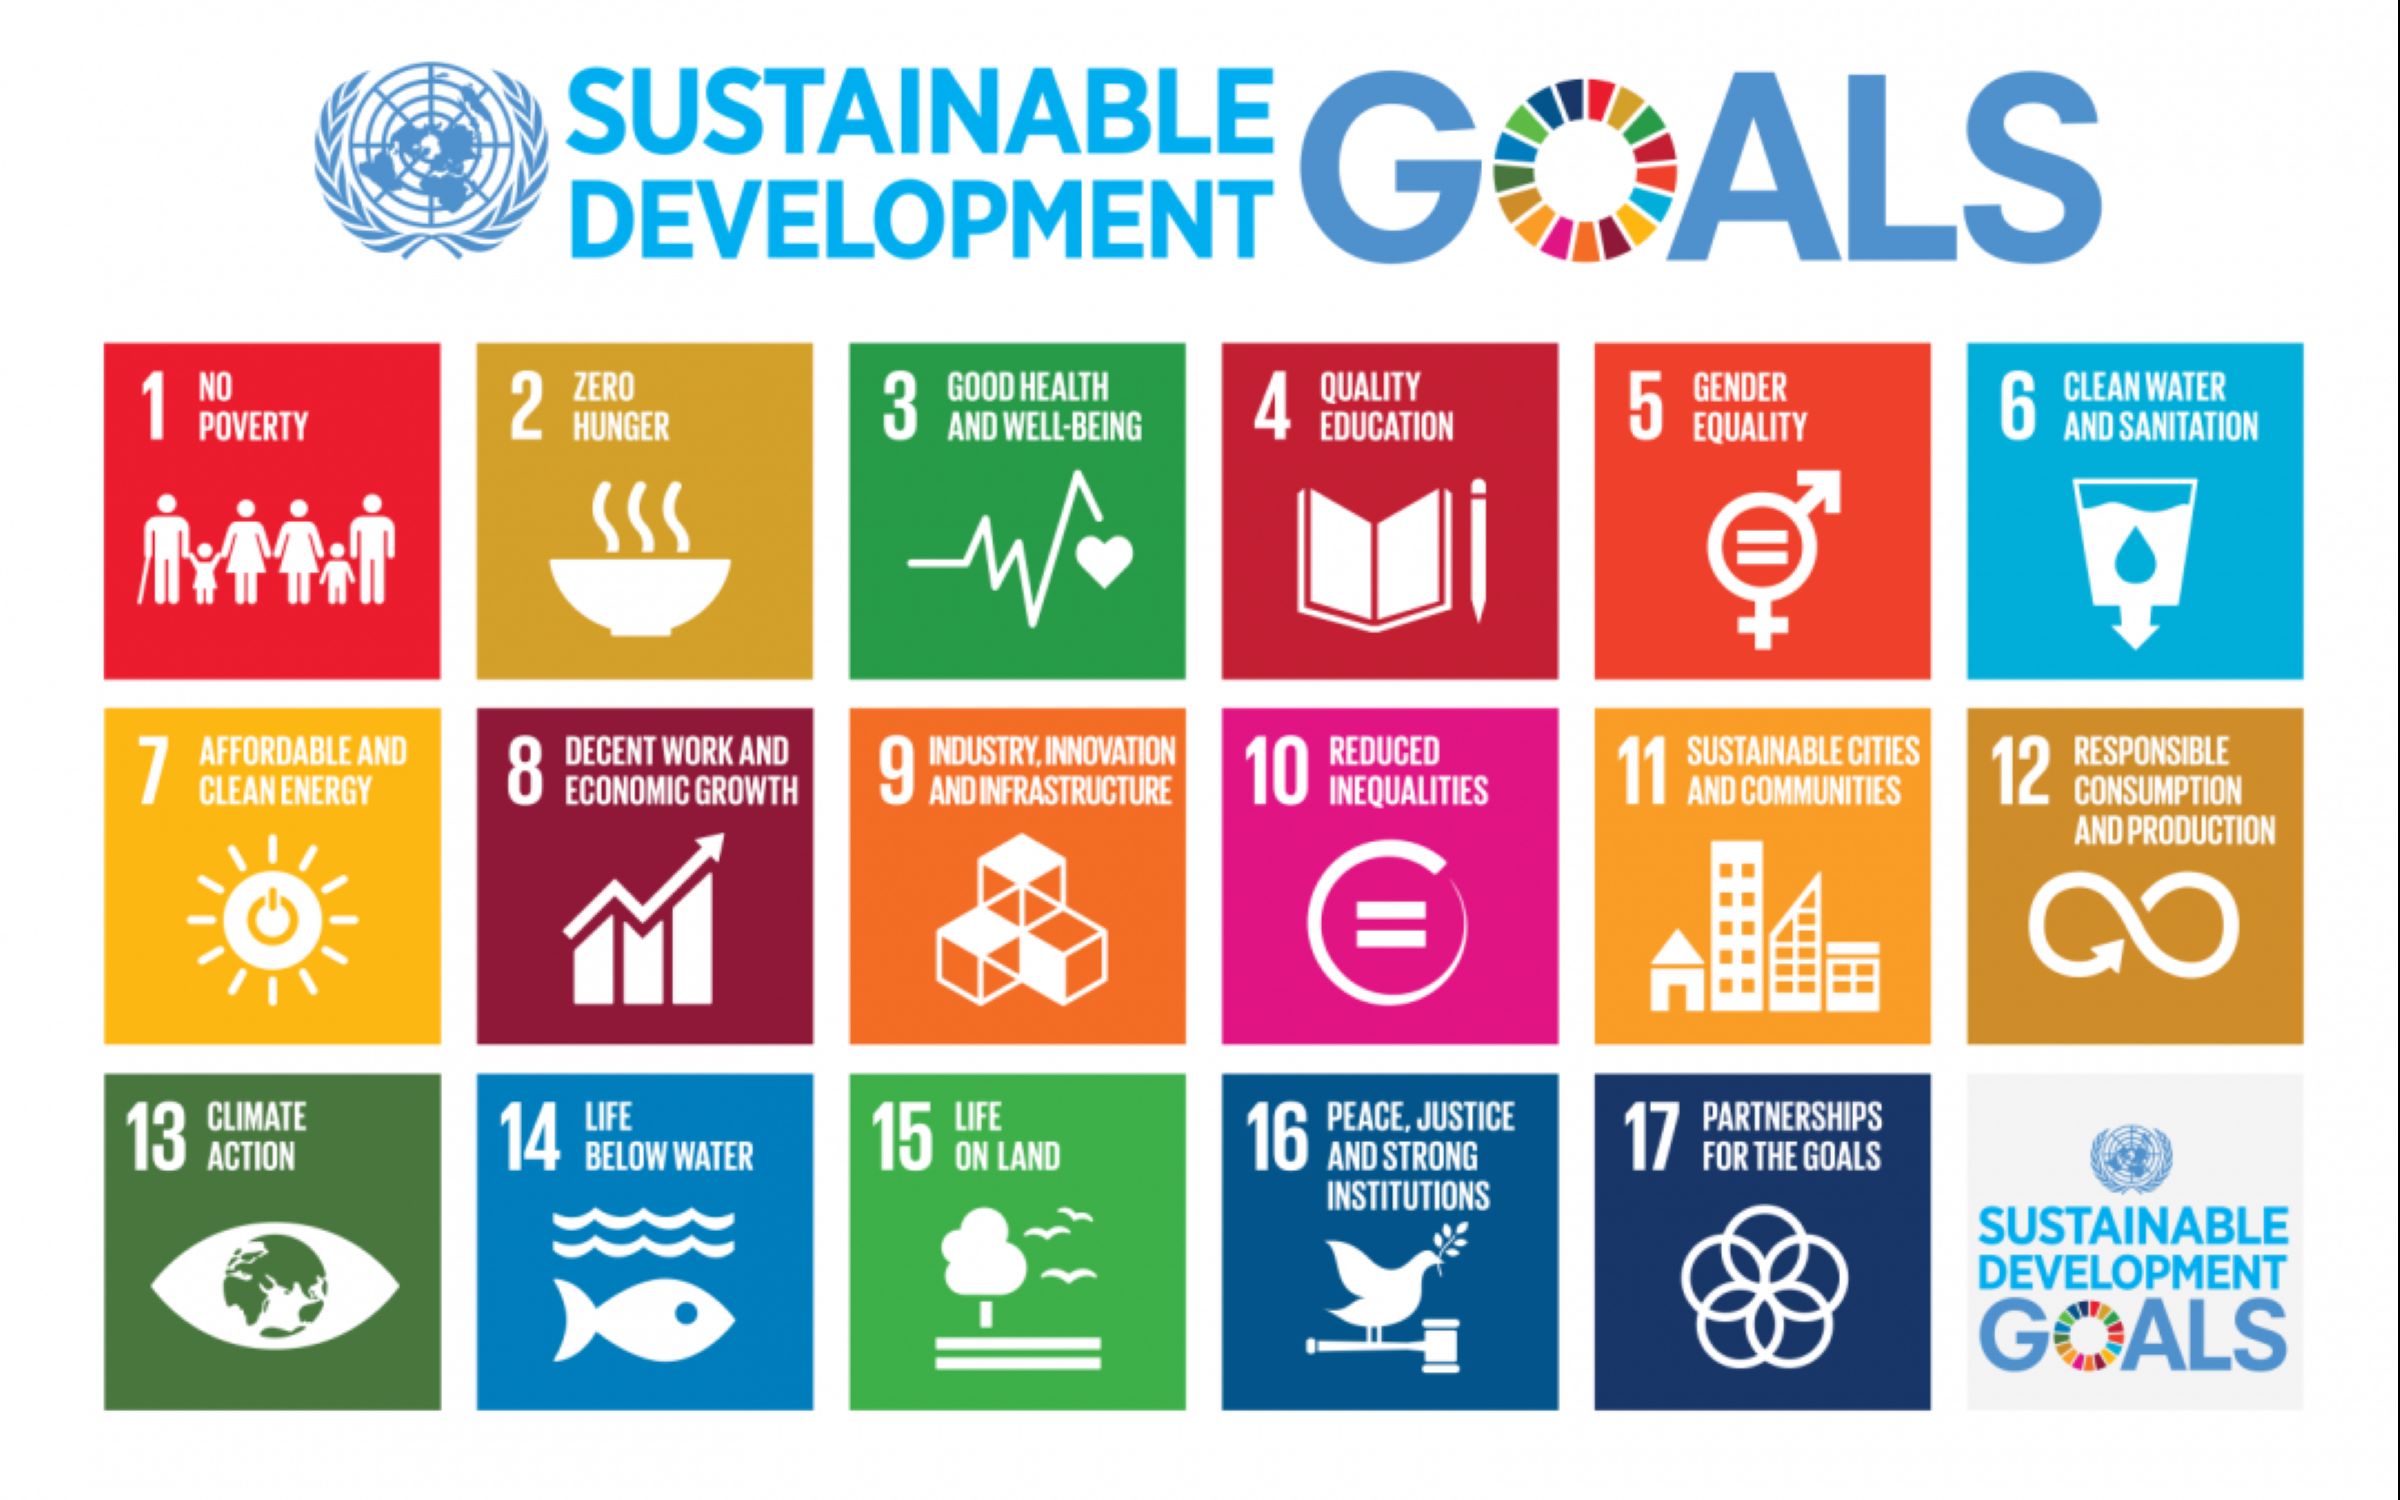 SUSTAINABLE
DEVELOPMENT
GOALS
1 NO
POVERTY
2 ZERO
HUNGER
3 GOOD HEALTH
AND WELL-BEING
4 QUALITY
EDUCATION
5 GENDER
EQUALITY
6 CLEAN WATER
AND SANITATION
7 AFFORDABLE AND
CLEAN ENERGY
8 DECENT WORK AND
ECONOMIC GROWTH
9 INDUSTRY, INNOVATION
AND INFRASTRUCTURE
10 REDUCED
INEQUALITIES
11 SUSTAINABLE CITIES
AND COMMUNITIES
12 RESPONSIBLE
CONSUMPTION
AND PRODUCTION
13 CLIMATE
ACTION
14 LIFE
BELOW WATER
15 LIFE
ON LAND
16 PEACE, JUSTICE
AND STRONG
INSTITUTIONS
17 PARTNERSHIPS
FOR THE GOALS
SUSTAINABLE
DEVELOPMENT
GOALS